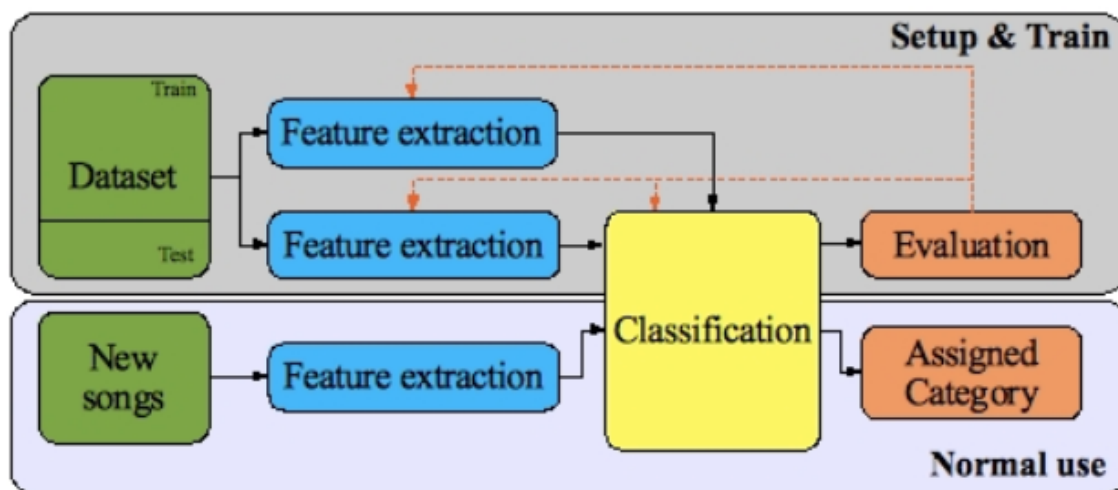 Setup & Train
Train
Dataset
Test
Feature extraction
Feature extraction
Evaluation
Classification
New
songs
Feature extraction
Assigned
Category
Normal use